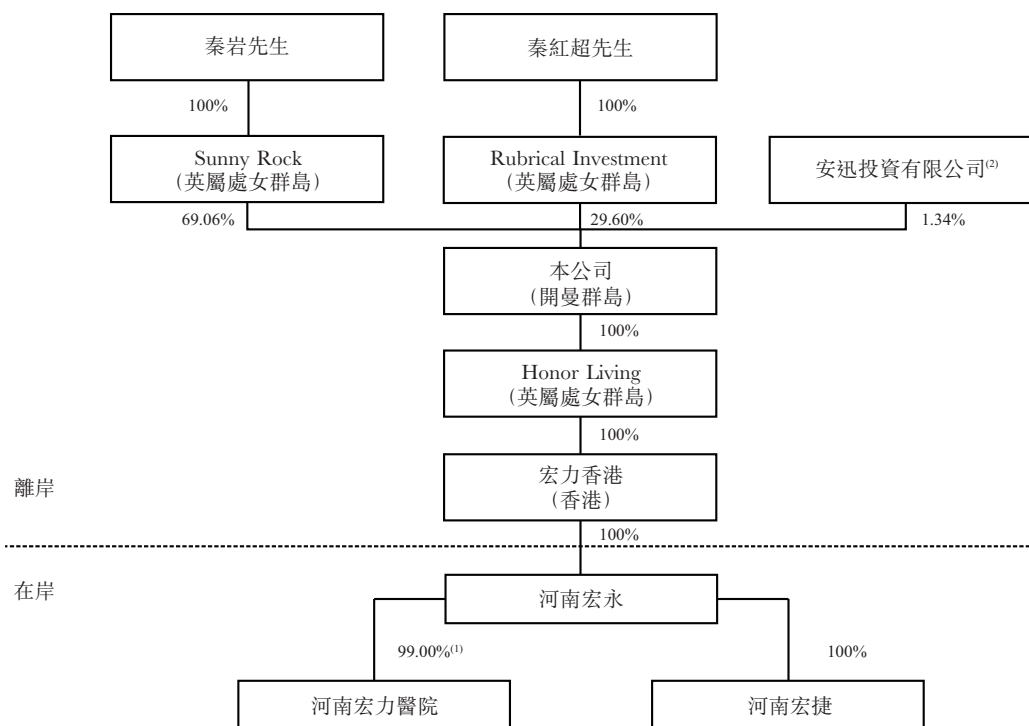 秦岩先生
秦紅超先生
100%
100%
Sunny Rock
(英屬處女群島)
Rubrical Investment
(英屬處女群島)
安迅投資有限公司(2)
69.06%
29.60%
1.34%
本公司
(開曼群島)
100%
Honor Living
(英屬處女群島)
100%
宏力香港
(香港)
離岸
100%
在岸
河南宏永
99.00%(1)
100%
河南宏力醫院
河南宏捷